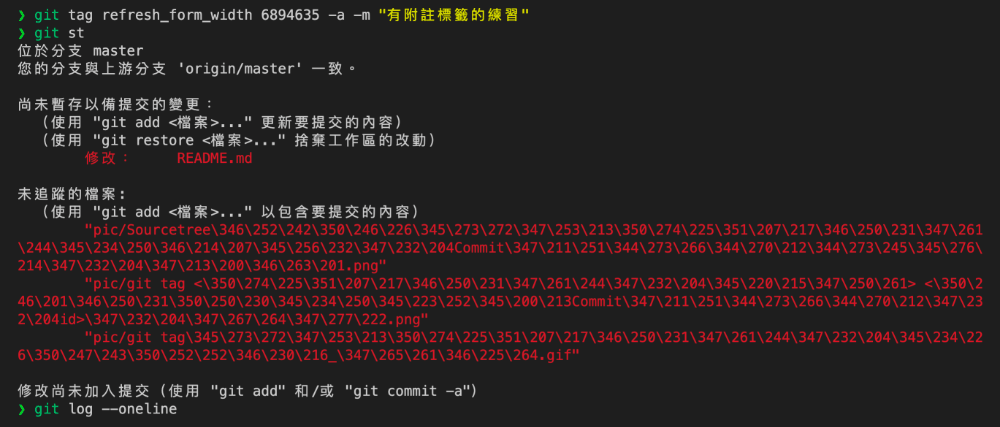 ❯ git tag refresh_form_width 6894635 -a -m "有附註標籤的練習"
❯ git st
位於分支 master
您的分支與上游分支 'origin/master' 一致。
尚未暫存以備提交的變更：
（使用 "git add <檔案>..." 更新要提交的內容）
（使用 "git restore <檔案>..." 捨棄工作區的改動）
修改：     README.md
未追蹤的檔案:
（使用 "git add <檔案>..." 以包含要提交的內容）
"pic/Sourcetree\346\252\242\350\246\226\345\273\272\347\253\213\350\274\225\351\207\217\346\250\231\347\261
\244\345\234\250\346\214\207\345\256\232\347\232\204Commit\347\211\251\344\273\266\344\270\212\344\273\245\345\276\
214\347\232\204\347\213\200\346\263\201.png"
"pic/git tag <\350\274\225\351\207\217\346\250\231\347\261\244\347\232\204\345\220\215\347\250\261> <\350\2
46\201\346\250\231\350\250\230\345\234\250\345\223\252\345\200\213Commit\347\211\251\344\273\266\344\270\212\347\23
2\204id>\347\232\204\347\267\264\347\277\222.png"
"pic/git tag\345\273\272\347\253\213\350\274\225\351\207\217\346\250\231\347\261\244\347\232\204\345\234\22
6\350\247\243\350\252\252\346\230\216_\347\265\261\346\225\264.gif"
修改尚未加入提交（使用 "git add" 和/或 "git commit -a"）
❯ git log --oneline